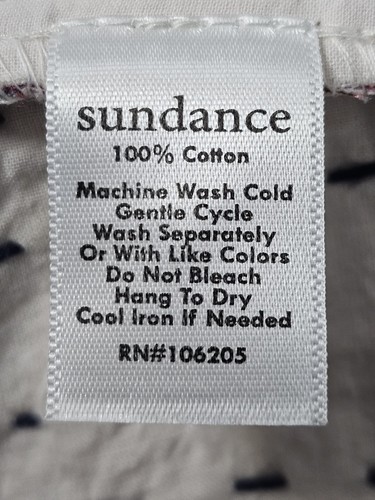 sundance
100% Cotton
Machine Wash Cold
Gentle Cycle
Wash Separately
Or With Like Colors
Do Not Bleach
Hang To Dry
Cool Iron If Needed
RN#106205